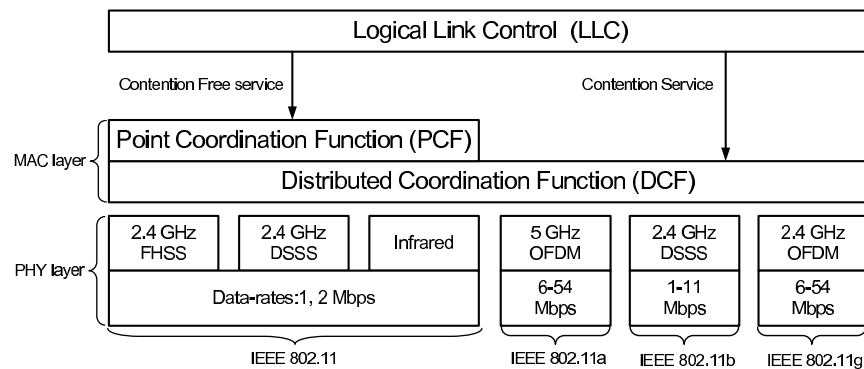 Logical Link Control (LLC)
Contention Free service
Contention Service
Point Coordination Function (PCF)
MAC layer
Distributed Coordination Function (DCF)
2.4 GHz
FHSS
2.4 GHz
DSSS
Infrared
5 GHz
OFDM
2.4 GHz
DSSS
2.4 GHz
OFDM
PHY layer
Data-rates:1, 2 Mbps
6-54
Mbps
1-11
Mbps
6-54
Mbps
IEEE 802.11
IEEE 802.11a
IEEE 802.11b
IEEE 802.11g